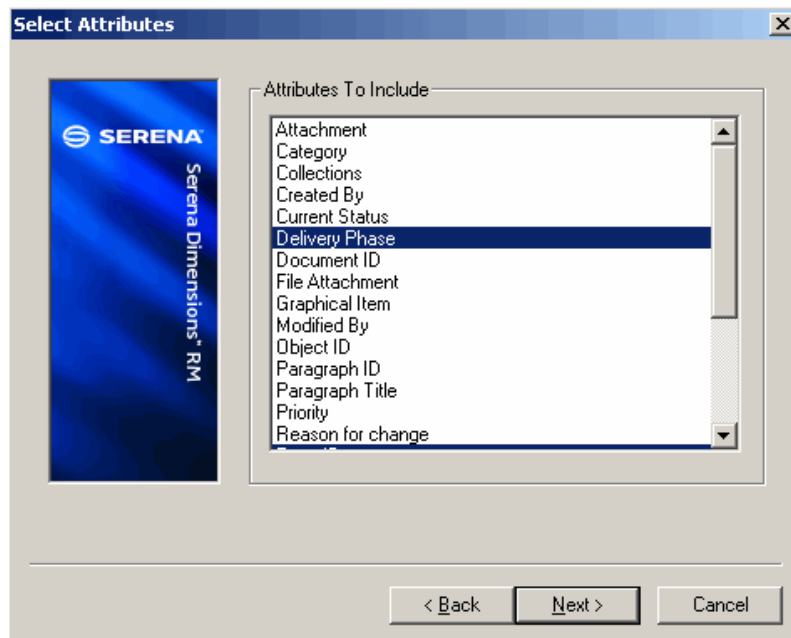 Select Attributes
SERENA
Serena Dimensions® RM
Attributes To Include
Attachment
Category
Collections
Created By
Current Status
Delivery Phase
Document ID
File Attachment
Graphical Item
Modified By
Object ID
Paragraph ID
Paragraph Title
Priority
Reason for change
< Back
Next >
Cancel